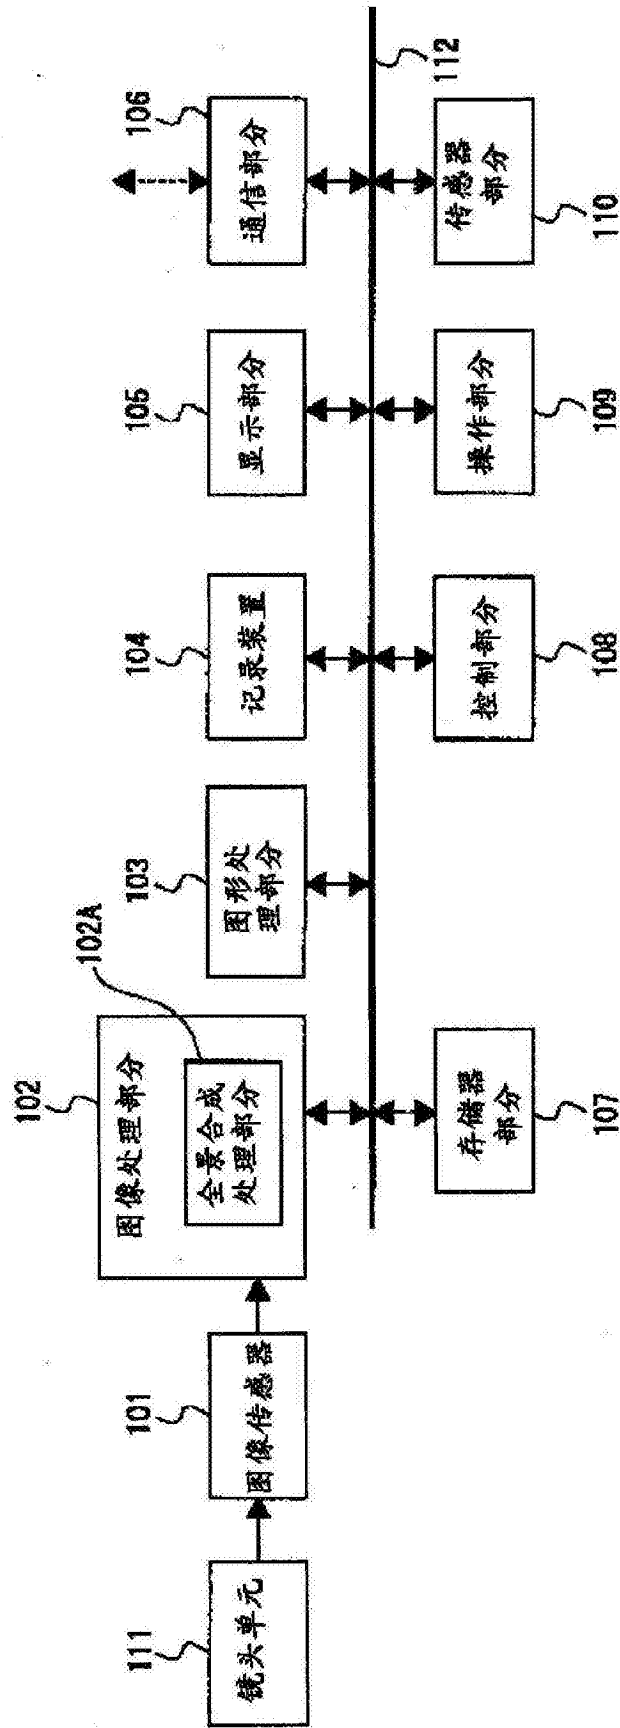 102
102A
图像处理部分
全景合成
处理部分
111
镜头单元
101
图像传感器
103
图形处
理部分
104
记录装置
105
显示部分
106
通信部分
112
107
存储器
部分
108
控制部分
109
操作部分
110
传感器
部分